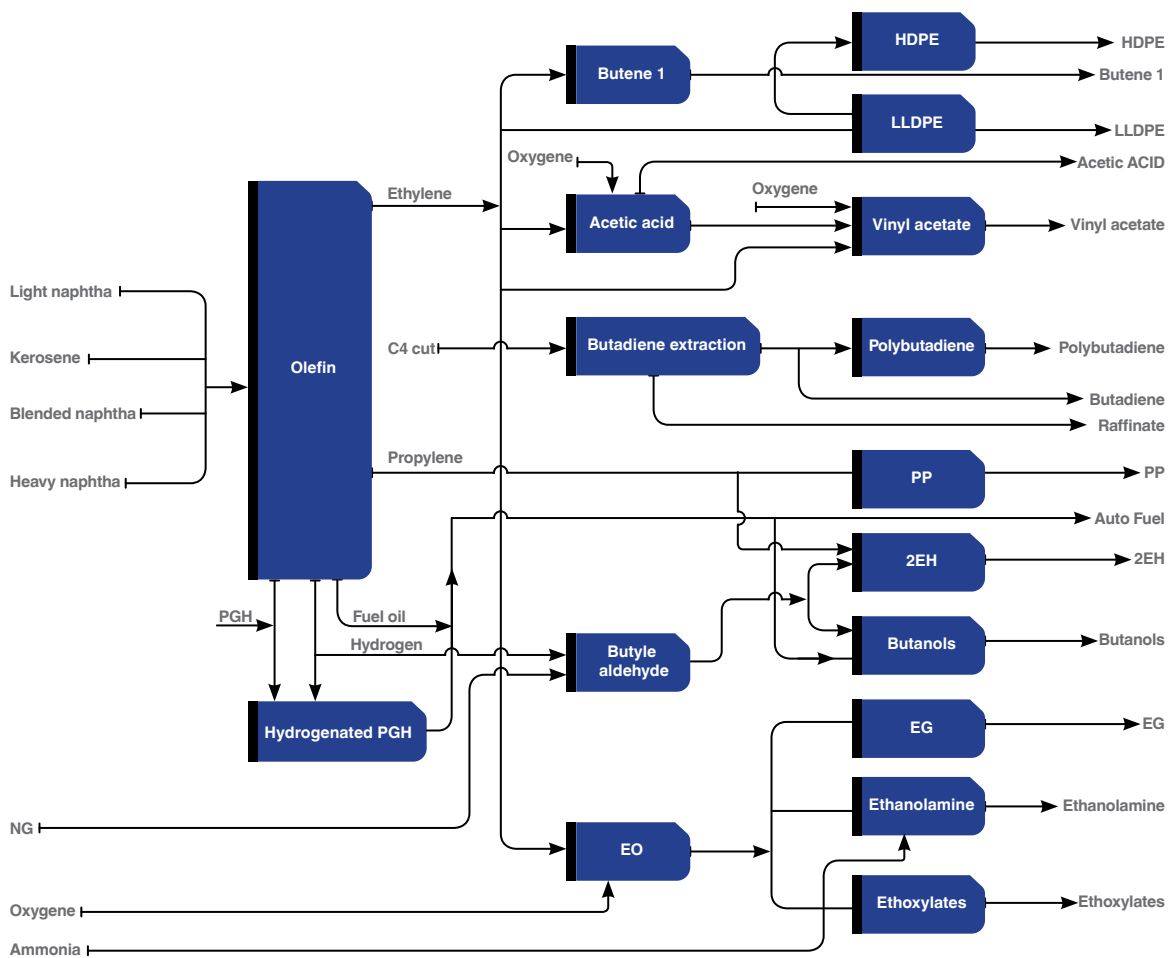 HDPE
HDPE
Butene 1
Butene 1
LLDPE
LLDPE
Oxygene
Acetic ACID
Ethylene
Oxygene
Acetic acid
Vinyl acetate
Vinyl acetate
Light naphtha
Kerosene
Blended naphtha
Heavy naphtha
Olefin
C4 cut
Butadiene extraction
Polybutadiene
Polybutadiene
Butadiene
Raffinate
Propylene
PP
PP
Auto Fuel
2EH
2EH
PGH
Fuel oil
Hydrogen
Butyle
aldehyde
Butanols
Butanols
Hydrogenated PGH
EG
EG
NG
Ethanolamine
Ethanolamine
EO
Oxygene
Ethoxylates
Ethoxylates
Ammonia